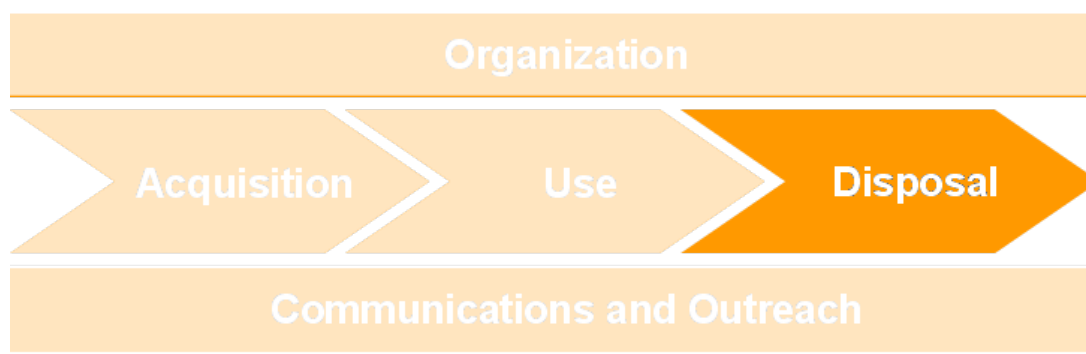 Organization
Acquisition
Use
Disposal
Communications and Outreach